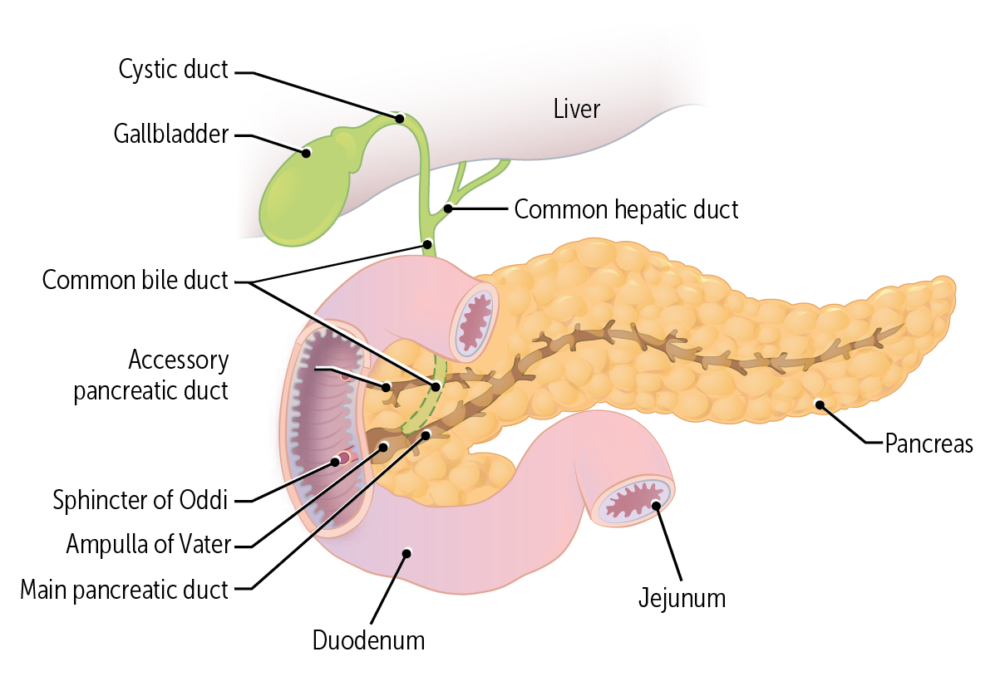 Cystic duct
Liver
Gallbladder
Common hepatic duct
Common bile duct
Accessory
pancreatic duct
Pancreas
Sphincter of Oddi
Ampulla of Vater
Main pancreatic duct
Jejunum
Duodenum